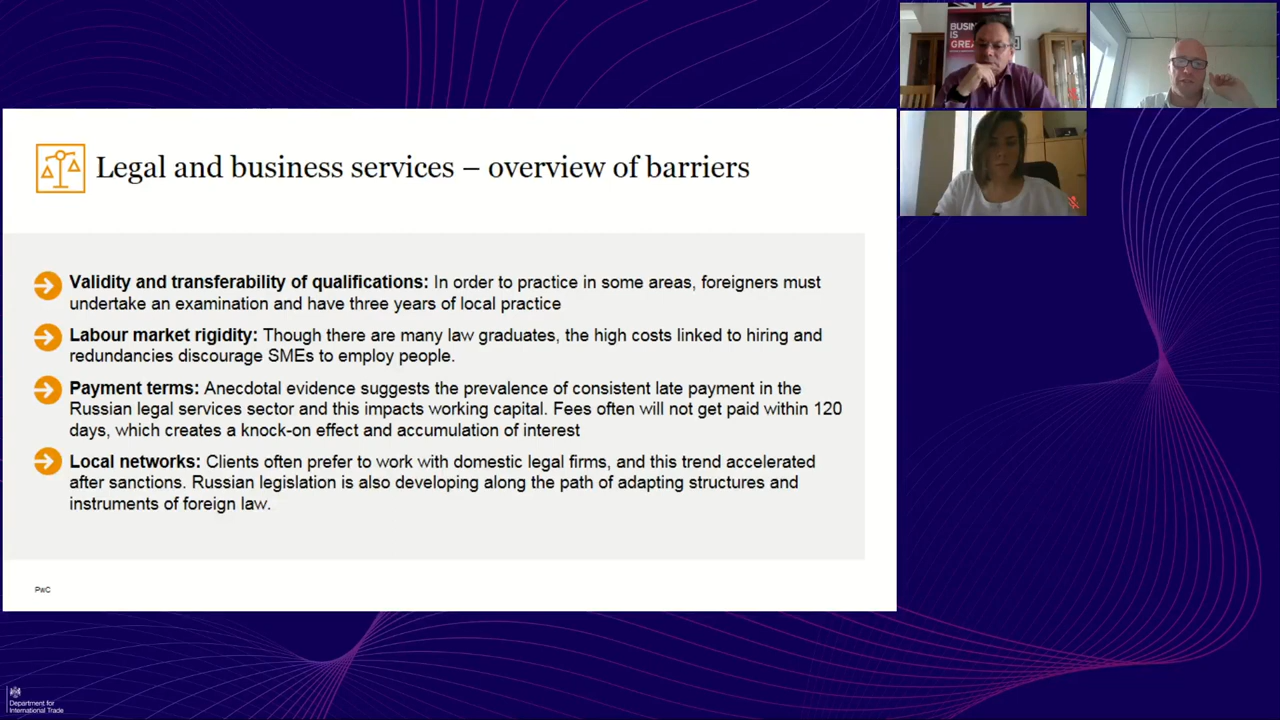 Legal and business services – overview of barriers
Validity and transferability of qualifications: In order to practice in some areas, foreigners must
undertake an examination and have three years of local practice
Labour market rigidity: Though there are many law graduates, the high costs linked to hiring and
redundancies discourage SMEs to employ people.
Payment terms: Anecdotal evidence suggests the prevalence of consistent late payment in the
Russian legal services sector and this impacts working capital. Fees often will not get paid within 120
days, which creates a knock-on effect and accumulation of interest
Local networks: Clients often prefer to work with domestic legal firms, and this trend accelerated
after sanctions. Russian legislation is also developing along the path of adapting structures and
instruments of foreign law.
PwC
IS
Department for
International Trade